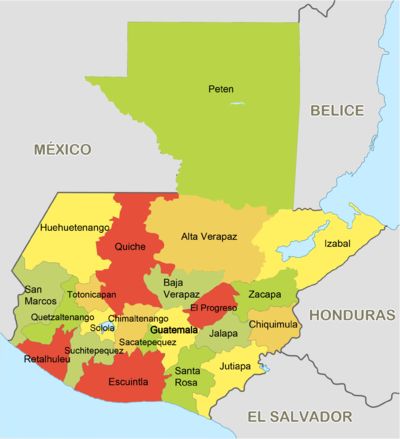 Peten
BELICE
MÉXICO
Huehuetenango
Quiche
Alta Verapaz
Izabal
San
Marcos
Totonicapan
Baja
Verapaz
El Progreso
Zacapa
Quetzaltenango
Solola
Chimaltenango
Guatemala
HONDURAS
Chiquimula
Jalapa
Sacatepequez
Suchitepequez
Retalhuleu
Escuintla
Santa
Rosa
Jutiapa
EL SALVADOR